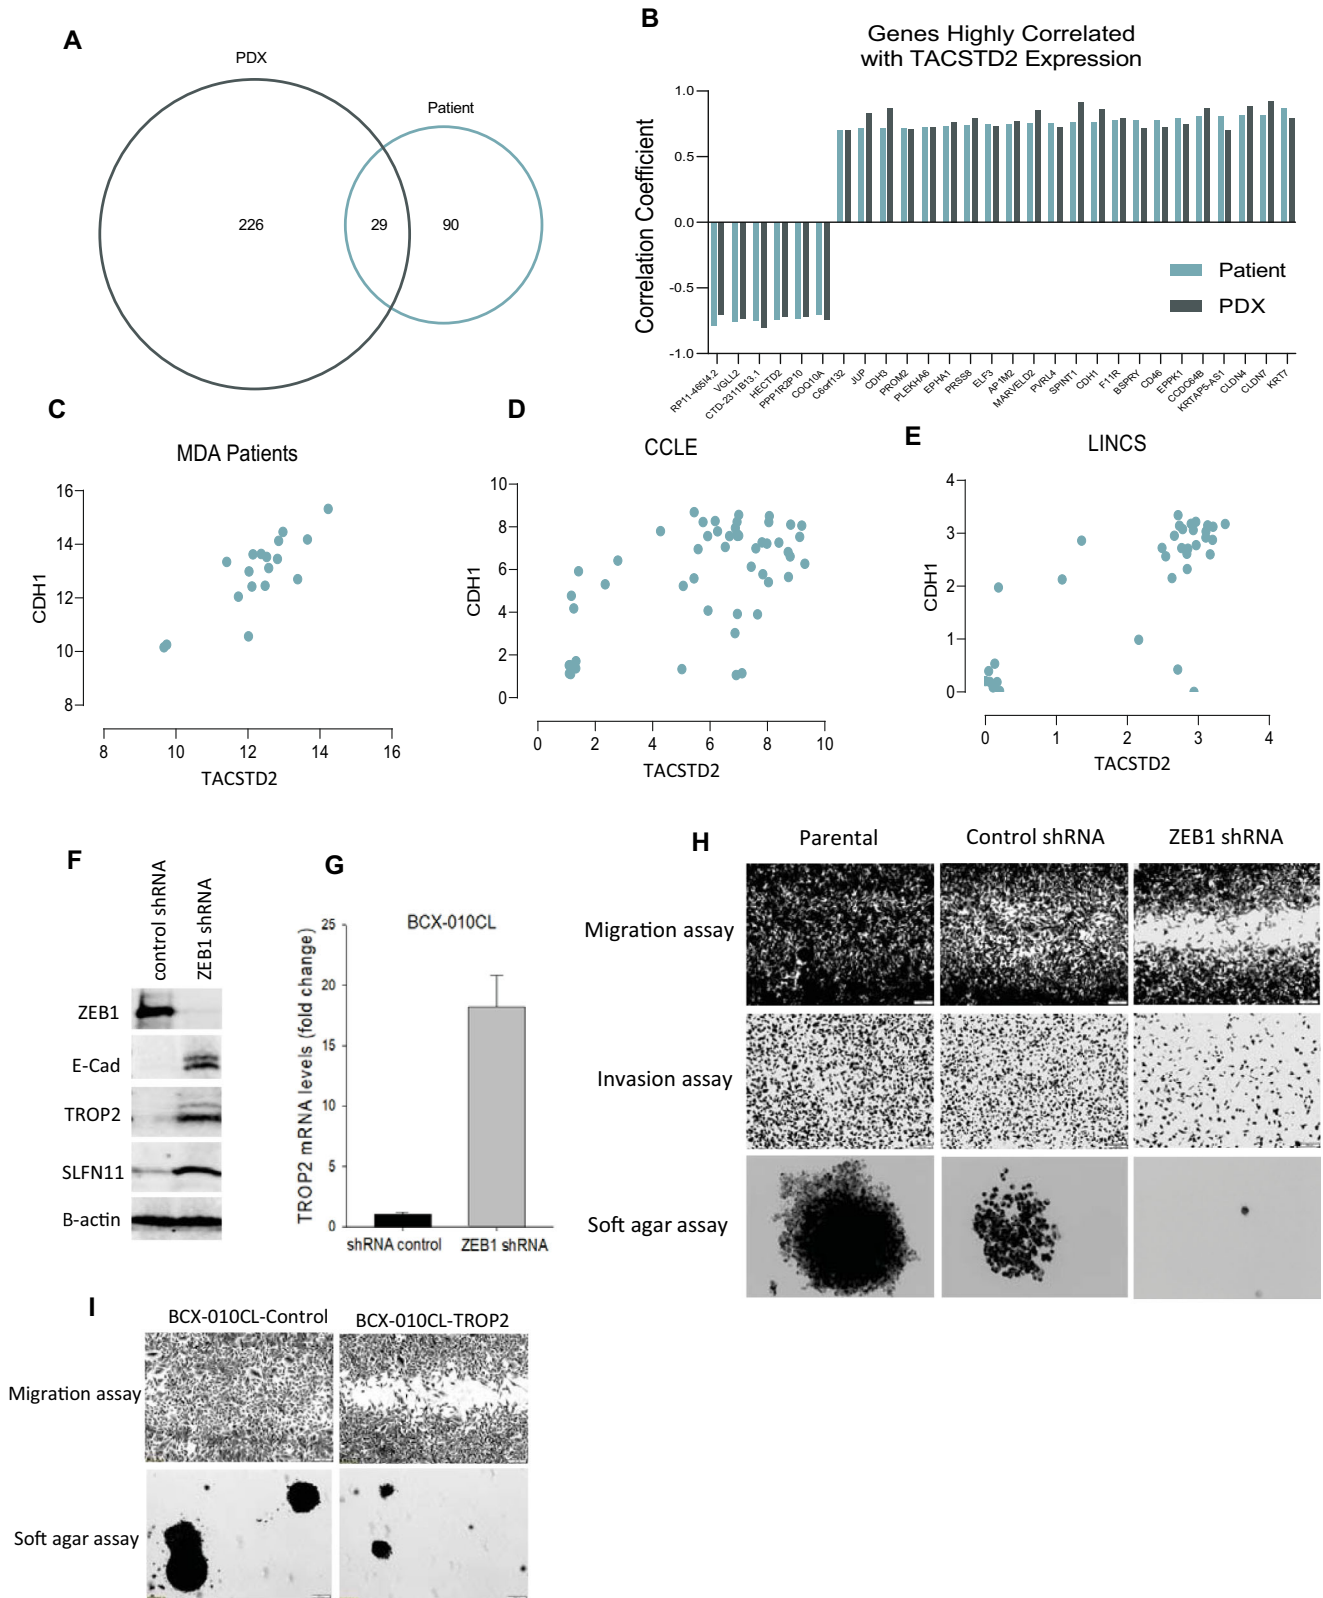 A
PDX
Patient
226
29
90
B
Genes Highly Correlated
with TACSTD2 Expression
Correlation Coefficient
1.0
0.5
0.0
-0.5
-1.0
Patient
PDX
RP11-465I4.2
VGLL2
CTD-2311B13.1
HECTD2
PPP1R2P10
COQ10A
C6orf132
JUP
CDH3
PROM2
PLEKHA6
EPHA1
PRSS8
ELF3
AP1M2
MARVELD2
PVRL4
SPINT1
CDH1
F11R
BSPRY
CD46
EPPK1
CCDC64B
KRTAP5-AS1
CLDN4
CLDN7
KRT7
C
MDA Patients
CDH1
16
14
12
10
8
8 10 12 14 16
TACSTD2
D
CCLE
CDH1
10
8
6
4
2
0
0 2 4 6 8 10
TACSTD2
E
LINCS
CDH1
4
3
2
1
0
0 1 2 3 4
TACSTD2
F
control shRNA
ZEB1 shRNA
ZEB1
E-Cad
TROP2
SLFN11
B-actin
G
BCX-010CL
TROP2 mRNA levels (fold change)
25
20
15
10
5
0
shRNA control ZEB1 shRNA
H
Parental Control shRNA ZEB1 shRNA
Migration assay
Invasion assay
Soft agar assay
I
BCX-010CL-Control BCX-010CL-TROP2
Migration assay
Soft agar assay